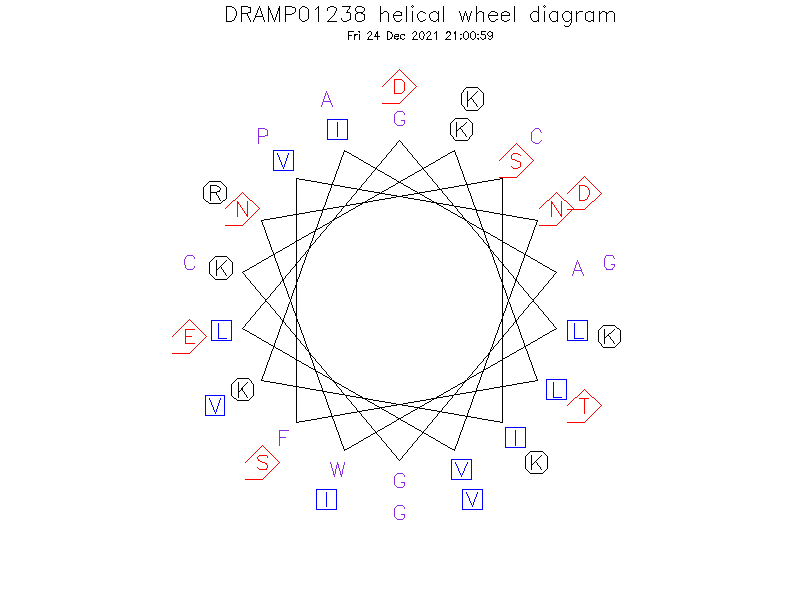 DRAMP01238 helical wheel diagram
Fri 24 Dec 2021 21:00:59
D
A K
I G K
P C
V S
R N N D
C K A G
E L L K
V K L T
F I
S W G V K
I G V